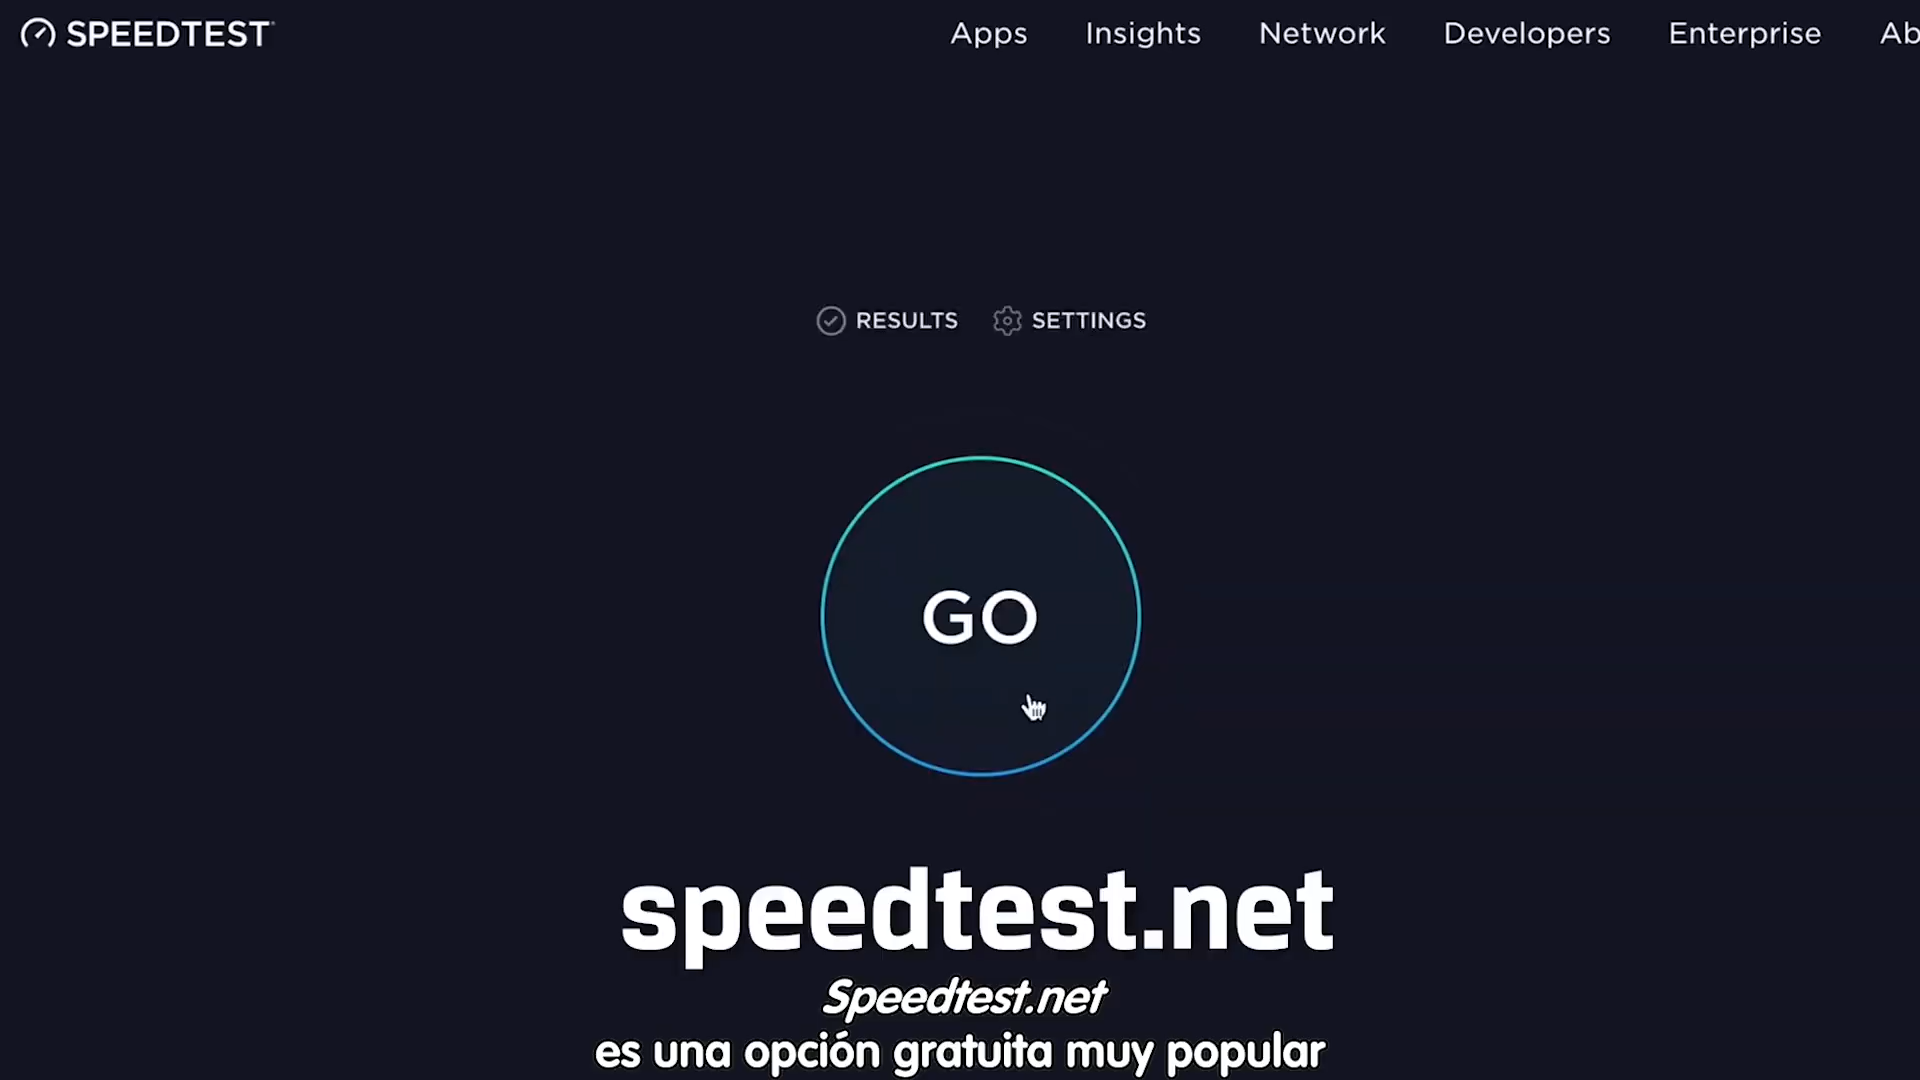 SPEEDTEST
Apps Insights Network Developers Enterprise Ab
RESULTS SETTINGS
GO
speedtest.net
Speedtest.net
es una opción gratuita muy popular